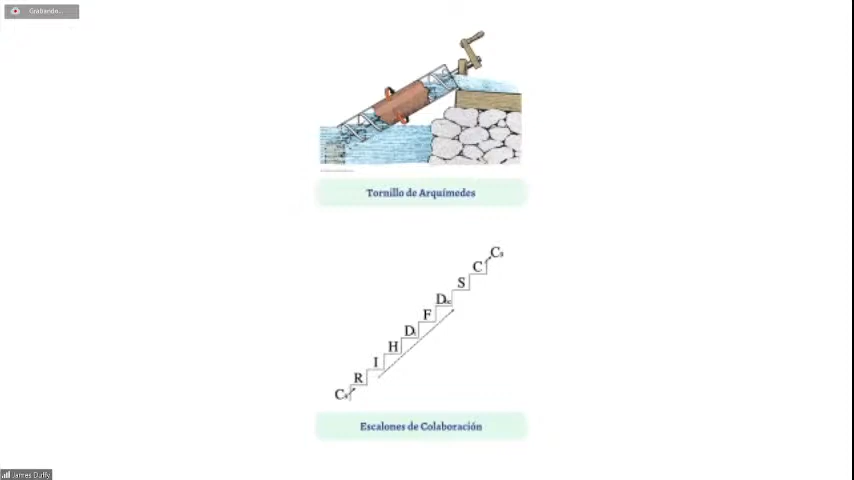 Grabando...
Tornillo de Arquímedes
C
S
D
F
D
H
I
R
Escalones de Colaboración
James Duffy